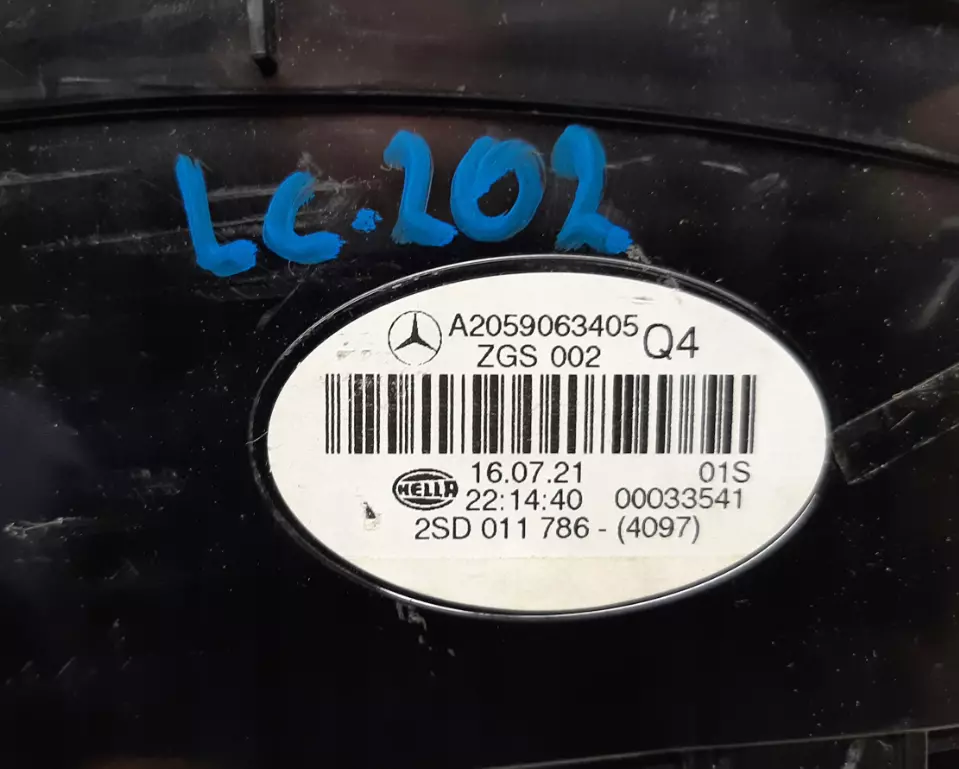 LC.202
A2059063405
ZGS 002
Q4
16.07.21 01S
HELLA
22:14:40 00033541
2SD 011 786 - (4097)